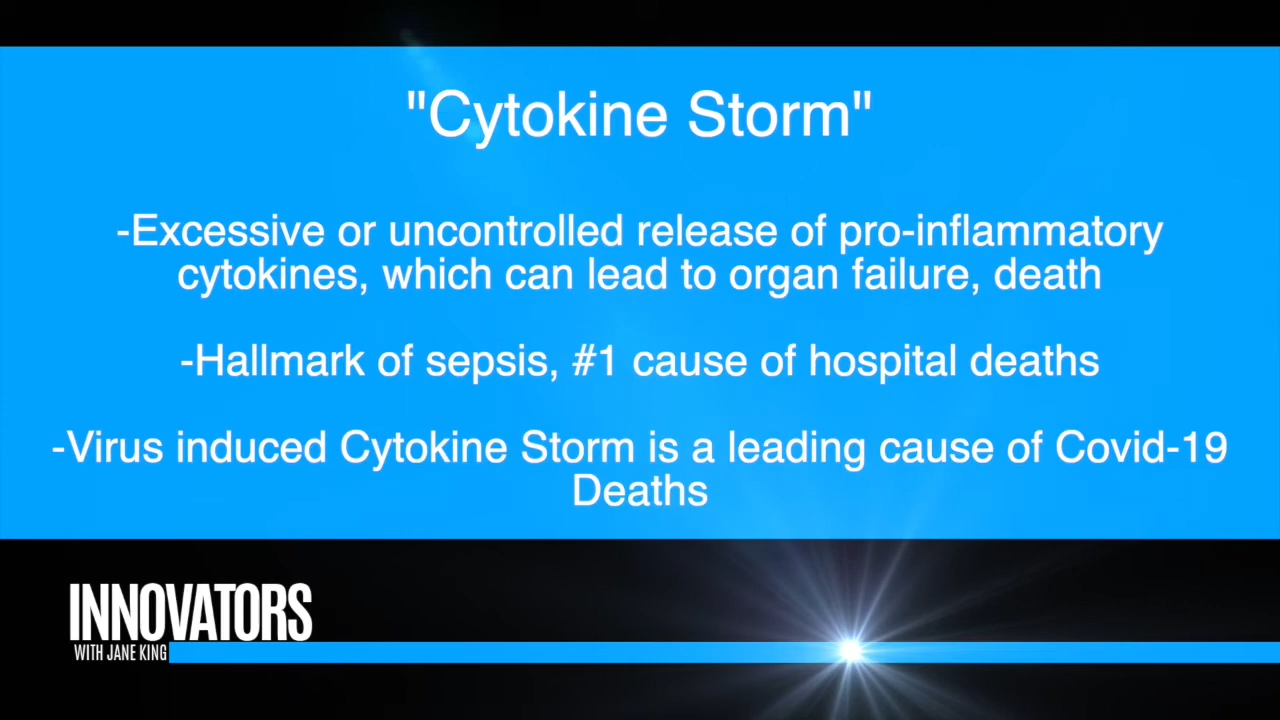 "Cytokine Storm"
-Excessive or uncontrolled release of pro-inflammatory
cytokines, which can lead to organ failure, death
-Hallmark of sepsis, #1 cause of hospital deaths
-Virus induced Cytokine Storm is a leading cause of Covid-19
Deaths
INNOVATORS
WITH JANE KING